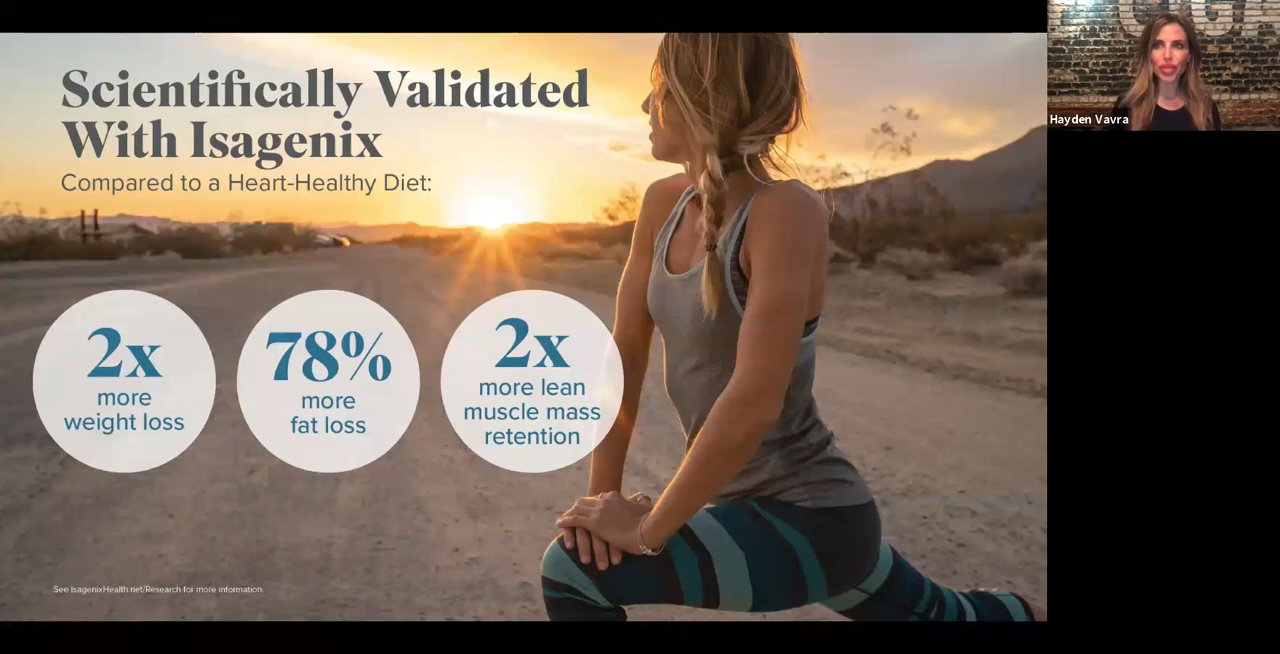 Scientifically Validated
With Isagenix
Compared to a Heart-Healthy Diet:
2x
more
weight loss
78%
more
fat loss
2x
more lean
muscle mass
retention
See IsagenixHealth.net/Research for more information.
Hayden Vavra